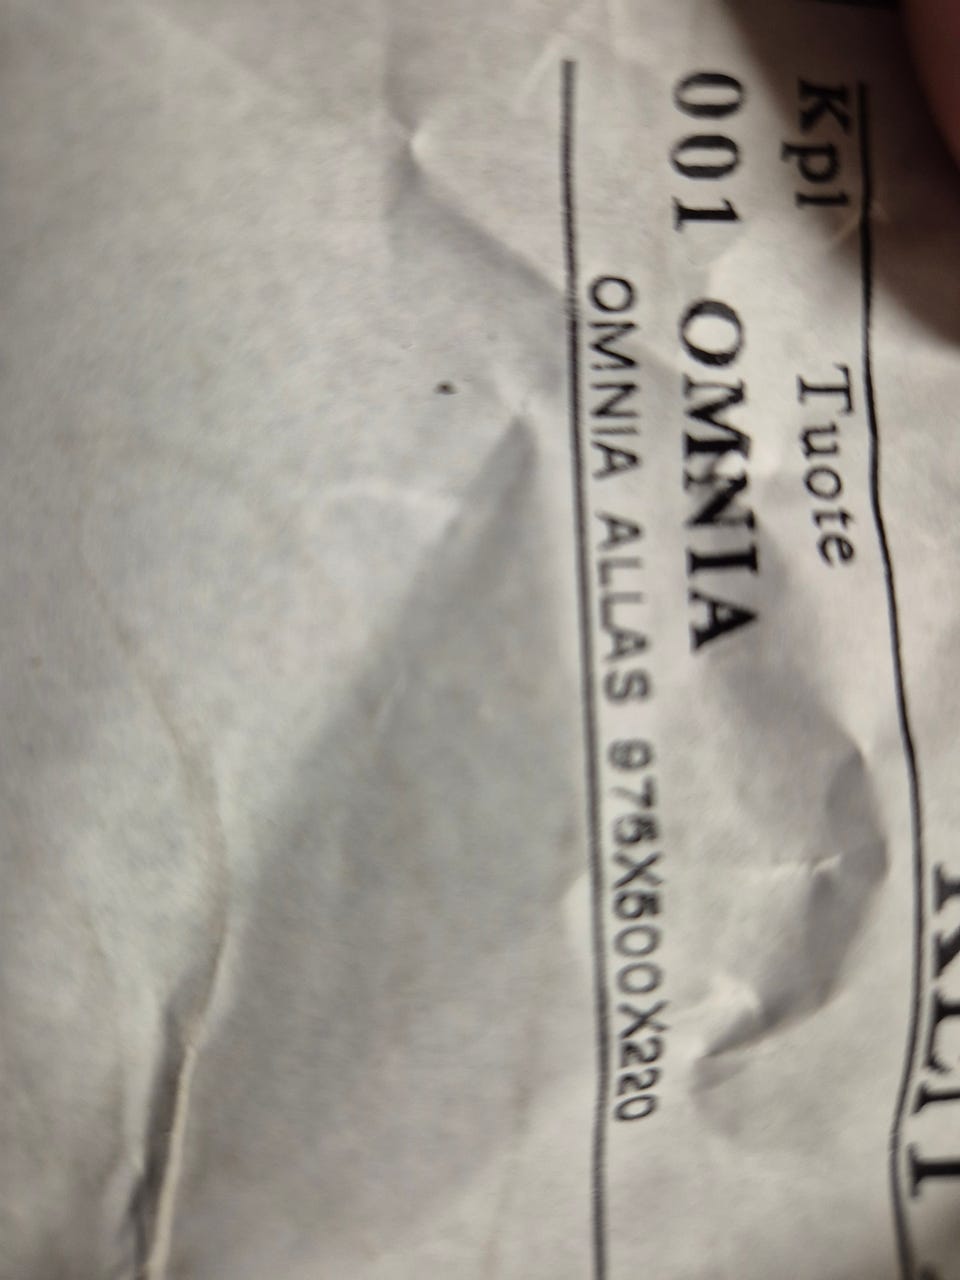 Kpl Tuote
001 OMNIA
OMNIA ALLAS 975X500X220